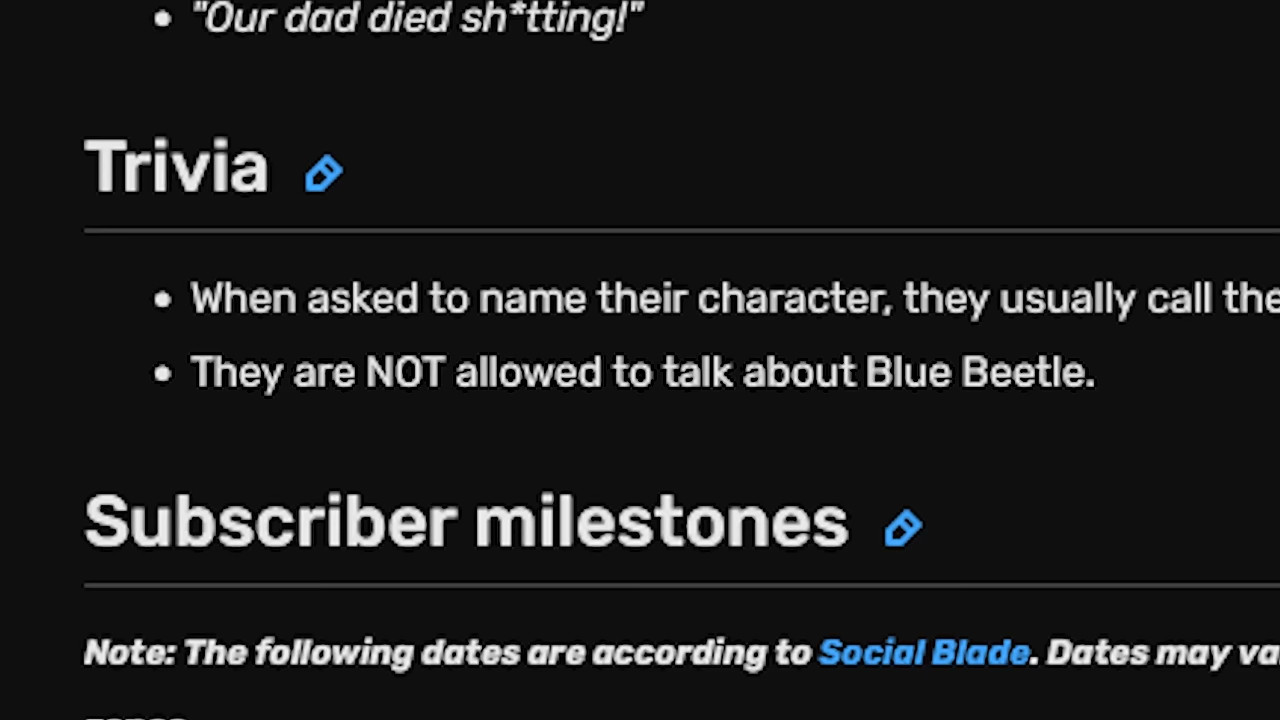 "Our dad died sh*tting!"
Trivia
When asked to name their character, they usually call the
They are NOT allowed to talk about Blue Beetle.
Subscriber milestones
Note: The following dates are according to Social Blade. Dates may va